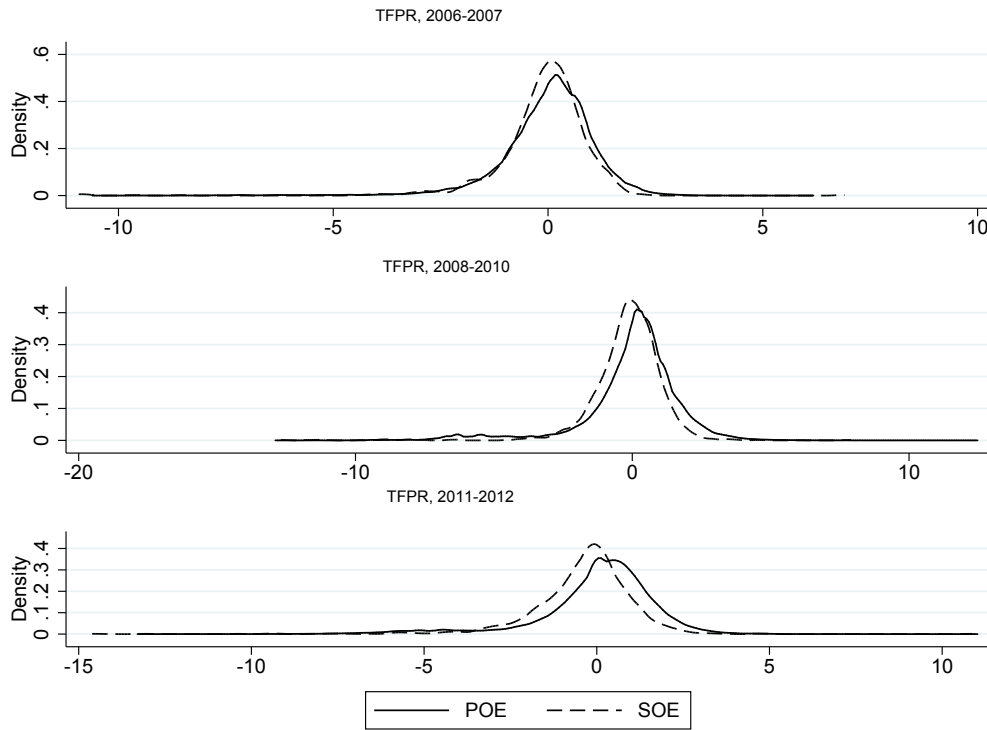 TFPR, 2006-2007
Density
0 .2 .4 .6
-10 -5 0 5 10
TFPR, 2008-2010
Density
0 .1 .2 .3 .4
-20 -10 0 10
TFPR, 2011-2012
Density
0 .1 .2 .3 .4
-15 -10 -5 0 5 10
POE SOE